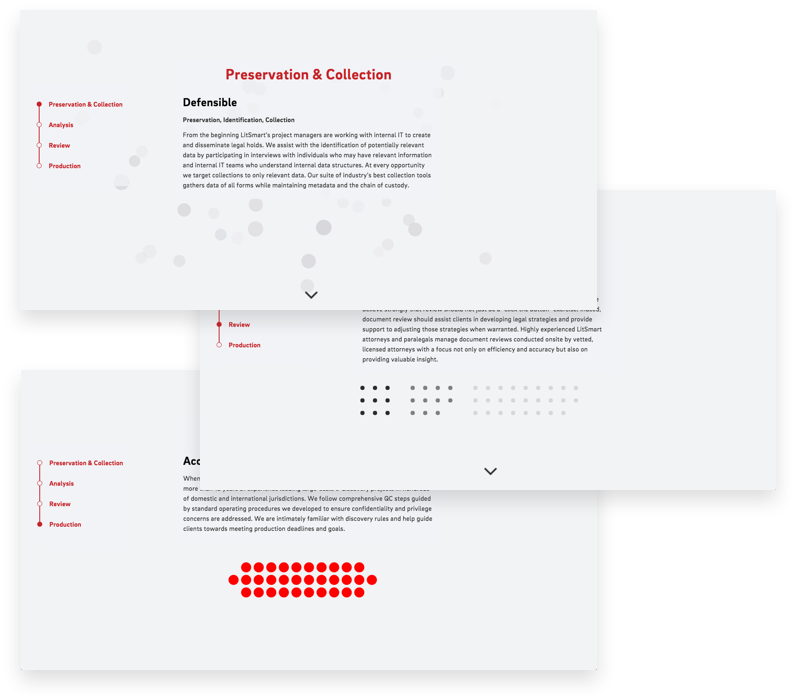 Preservation & Collection
Preservation & Collection
Analysis
Review
Production
Defensible
Preservation, Identification, Collection
From the beginning LitSmart's project managers are working with internal IT to create
and disseminate legal holds. We assist with the identification of potentially relevant
data by participating in interviews with individuals who may have relevant information
and internal IT teams who understand internal data structures. At every opportunity
we target collections to only relevant data. Our suite of industry's best collection tools
gathers data of all forms while maintaining metadata and the chain of custody.
Review
Production
document review should assist clients in developing legal strategies and provide
support to adjusting those strategies when warranted. Highly experienced LitSmart
attorneys and paralegals manage document reviews conducted onsite by vetted,
licensed attorneys with a focus not only on efficiency and accuracy but also on
providing valuable insight.
Preservation & Collection
Analysis
Review
Production
Acc
When
of domestic and international jurisdictions. We follow comprehensive QC steps guided
by standard operating procedures we developed to ensure confidentiality and privilege
concerns are addressed. We are intimately familiar with discovery rules and help guide
clients towards meeting production deadlines and goals.